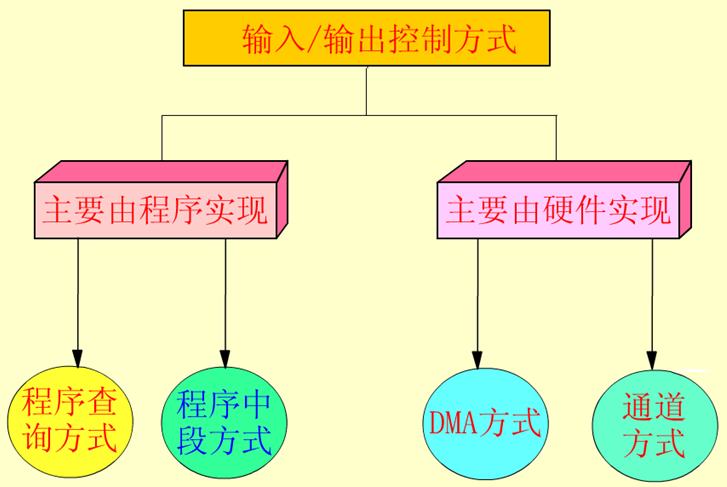 输入/输出控制方式
主要由程序实现
主要由硬件实现
程序查
询方式
程序中
段方式
DMA方式
通道
方式